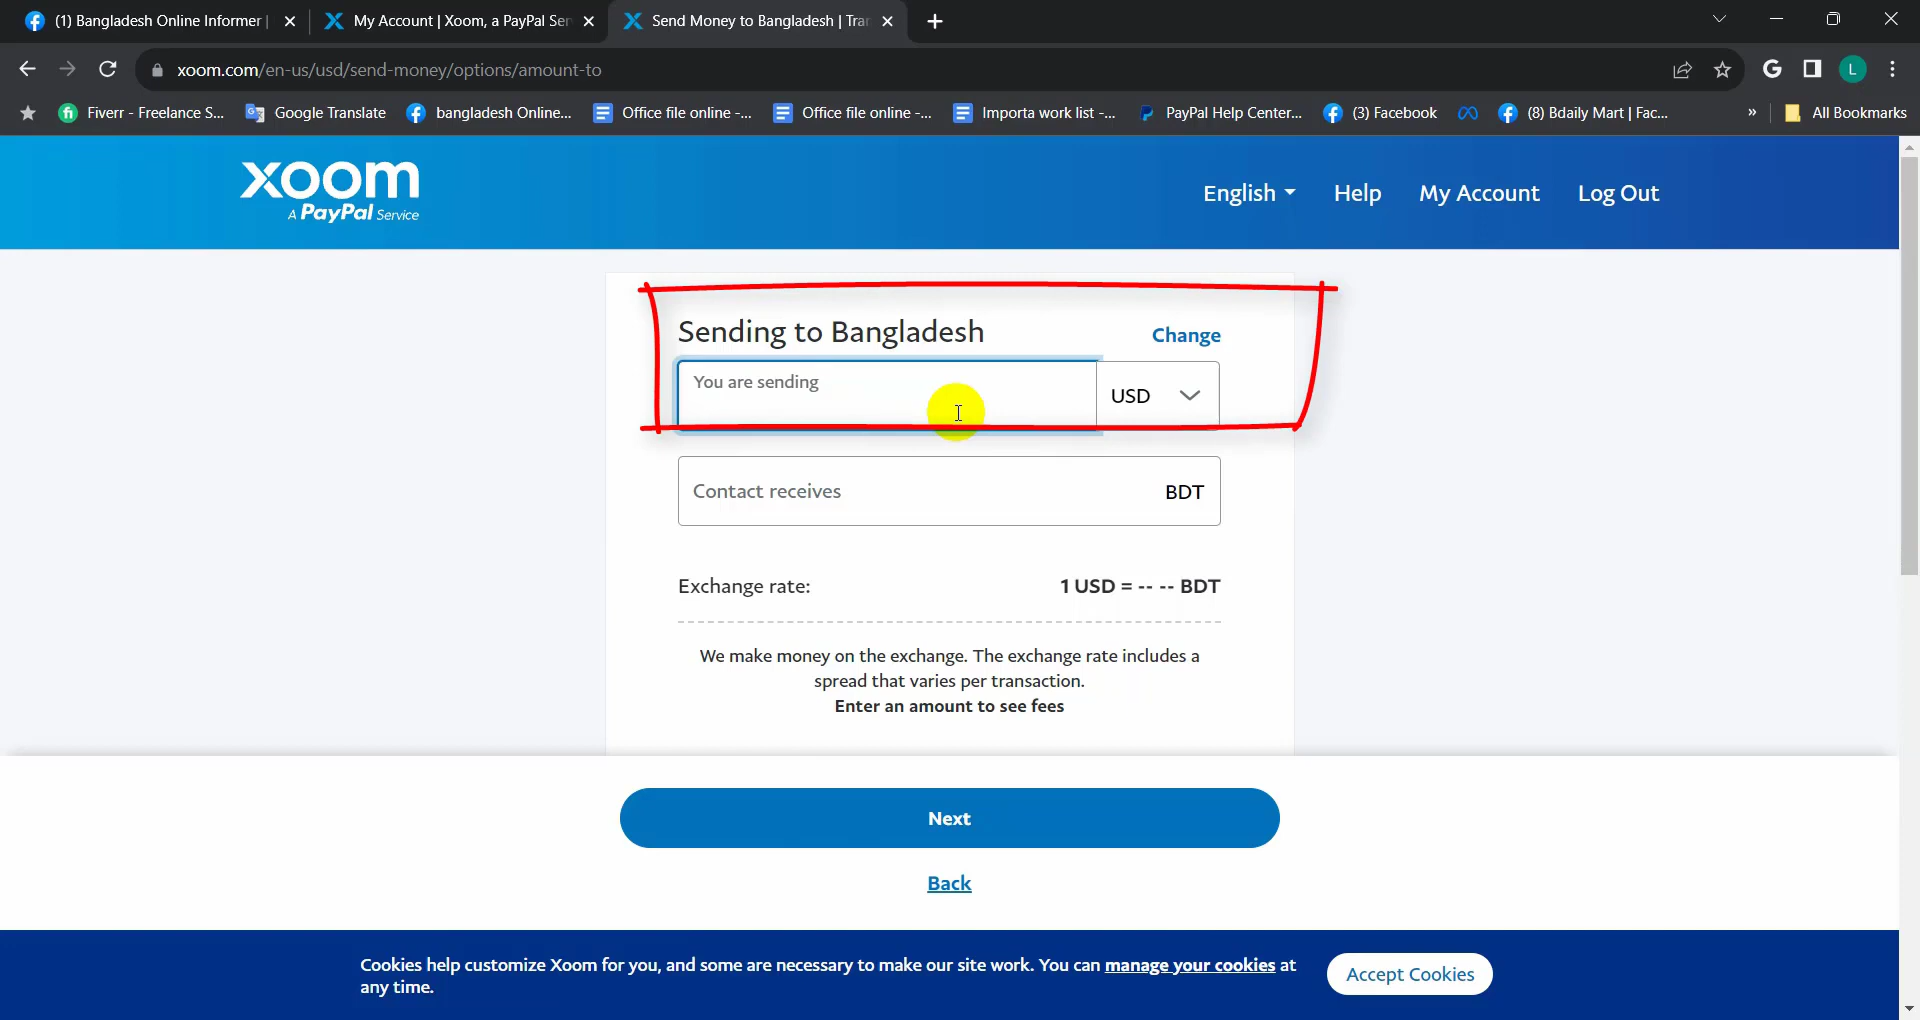 (1) Bangladesh Online Informer |
My Account | Xoom, a PayPal Ser
Send Money to Bangladesh | Tra
xoom.com/en-us/usd/send-money/options/amount-to
L
Fiverr - Freelance S...
Google Translate
bangladesh Online...
Office file online -...
Office file online -...
Importa work list -...
PayPal Help Center...
(3) Facebook
(8) Bdaily Mart | Fac...
»
All Bookmarks
xoom
A PayPal Service
English
Help
My Account
Log Out
Sending to Bangladesh
Change
You are sending
USD
Contact receives
BDT
Exchange rate:
1 USD = -- -- BDT
We make money on the exchange. The exchange rate includes a
spread that varies per transaction.
Enter an amount to see fees
Next
Back
Cookies help customize Xoom for you, and some are necessary to make our site work. You can manage your cookies at
any time.
Accept Cookies